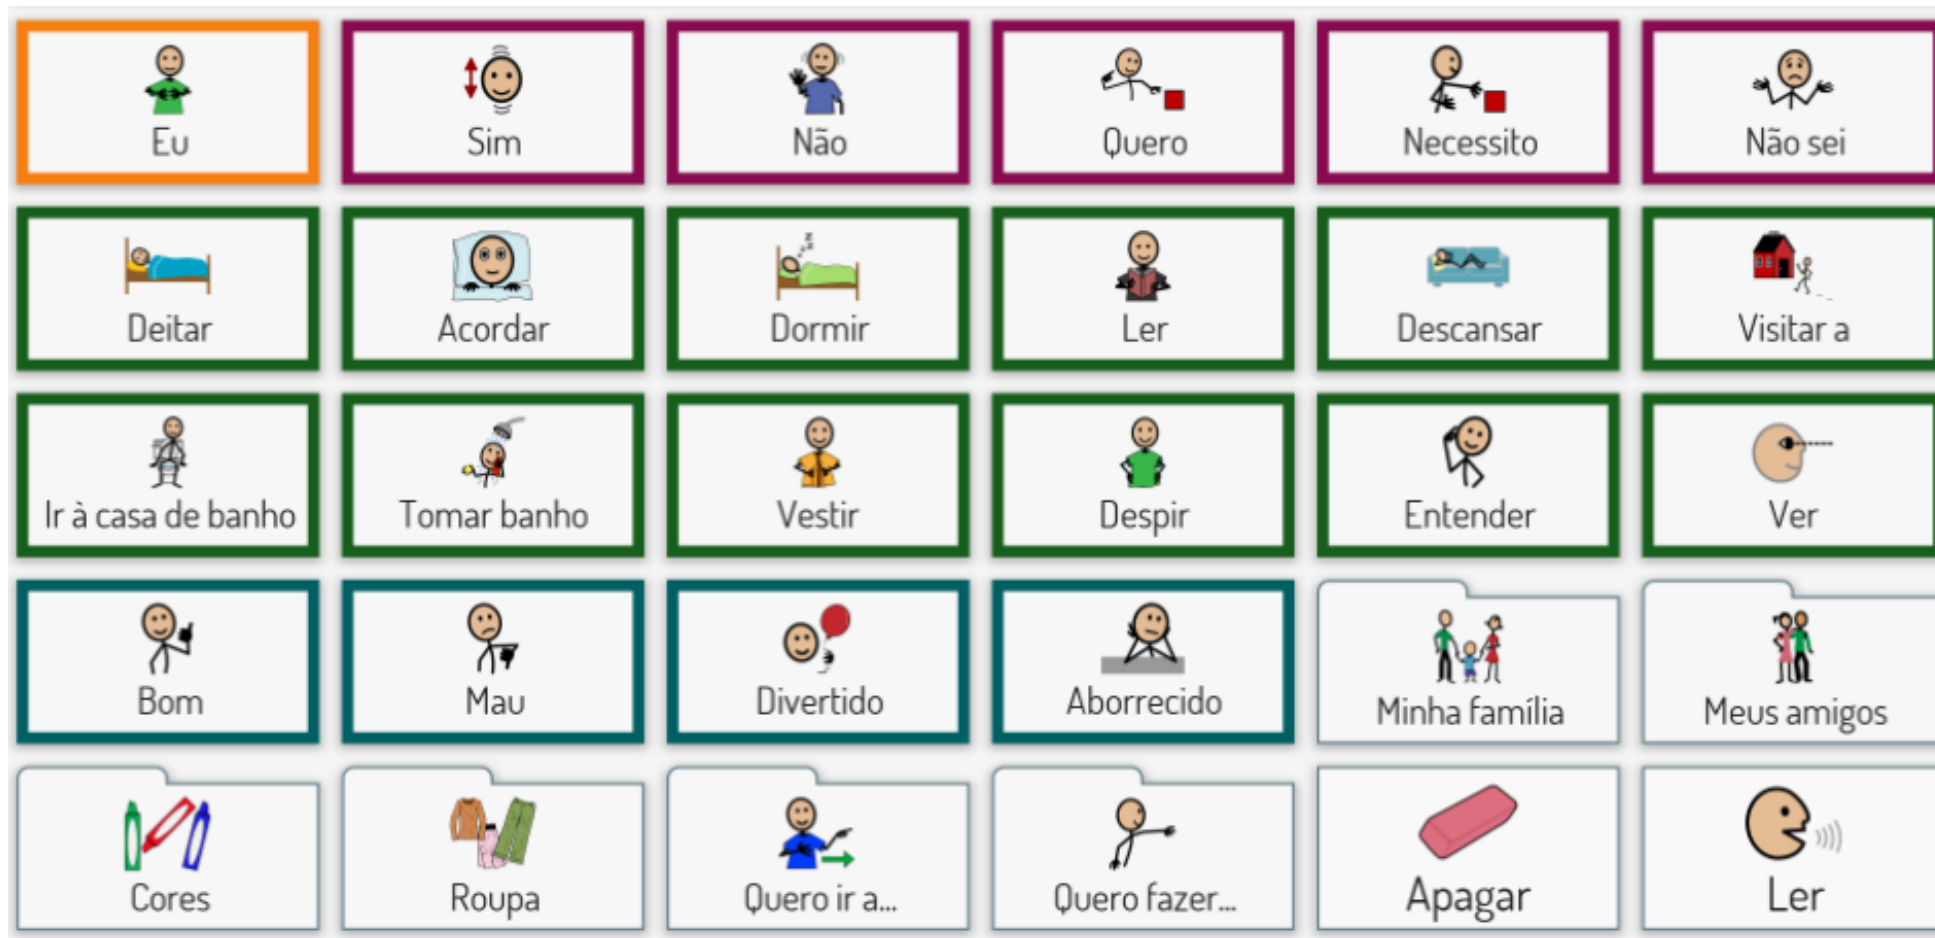 Eu
Sim
Não
Quero
Necessito
Não sei
Deitar
Acordar
Dormir
Ler
Descansar
Visitar a
Ir à casa de banho
Tomar banho
Vestir
Despir
Entender
Ver
Bom
Mau
Divertido
Aborrecido
Minha família
Meus amigos
Cores
Roupa
Quero ir a...
Quero fazer...
Apagar
Ler